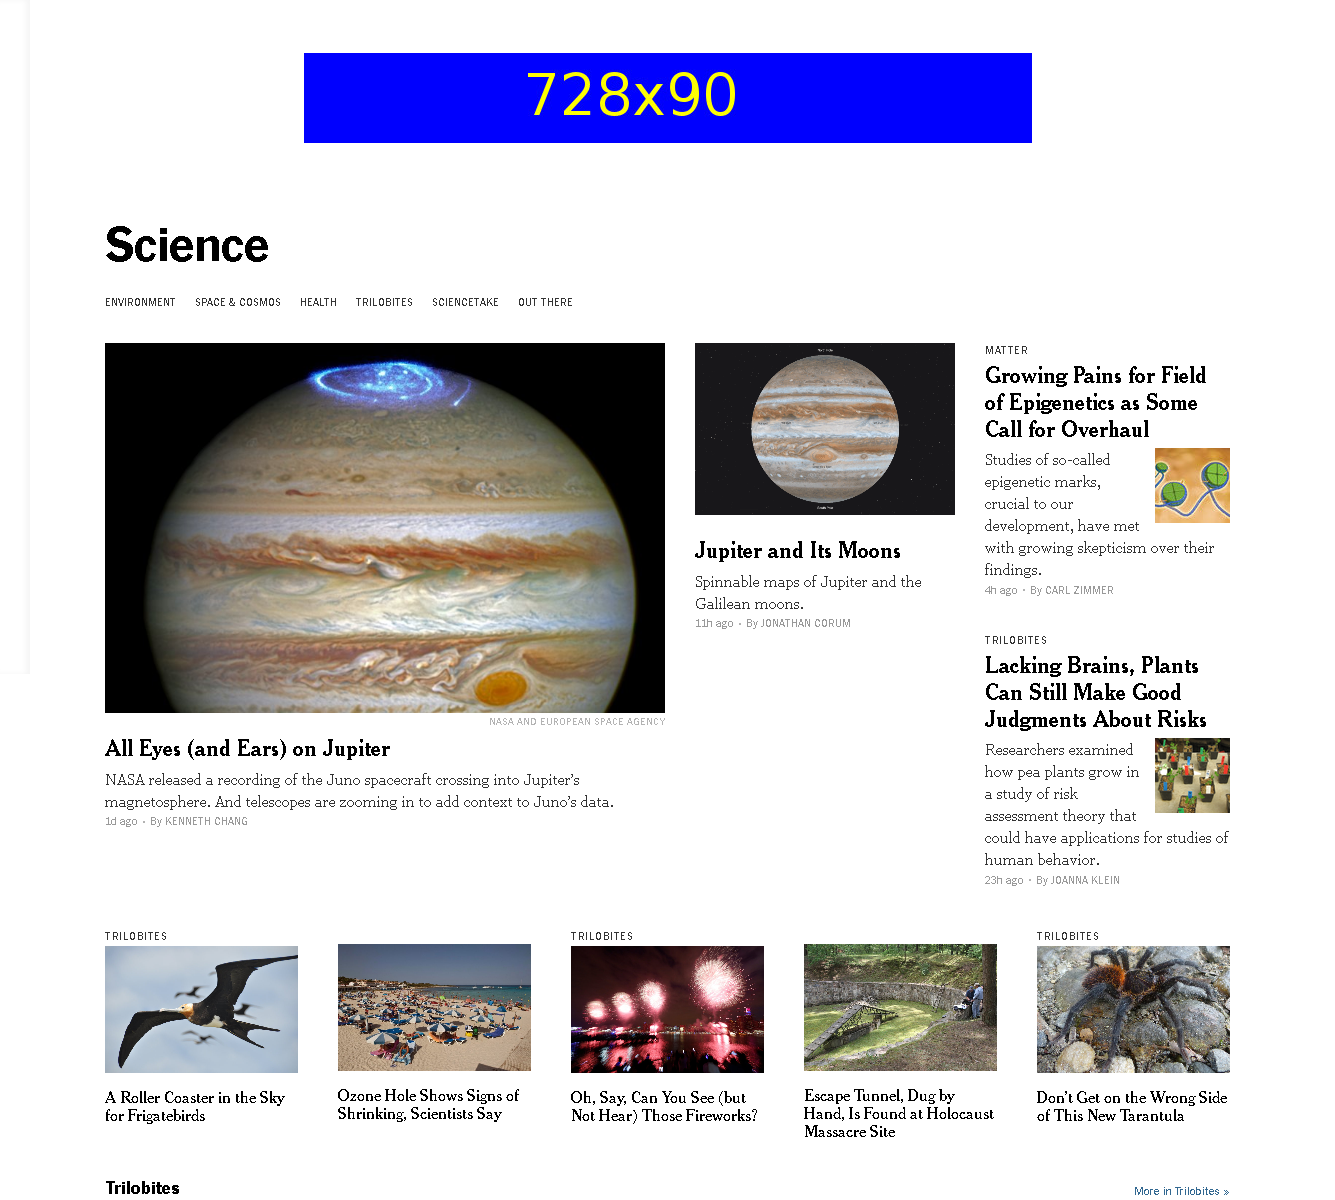 728x90
Science
ENVIRONMENT SPACE & COSMOS HEALTH TRILOBITES SCIENCETAKE OUT THERE
NASA AND EUROPEAN SPACE AGENCY
All Eyes (and Ears) on Jupiter
NASA released a recording of the Juno spacecraft crossing into Jupiter's
magnetosphere. And telescopes are zooming in to add context to Juno's data.
1d ago • By KENNETH CHANG
Jupiter and Its Moons
Spinnable maps of Jupiter and the
Galilean moons.
11h ago • By JONATHAN CORUM
MATTER
Growing Pains for Field
of Epigenetics as Some
Call for Overhaul
Studies of so-called
epigenetic marks,
crucial to our
development, have met
with growing skepticism over their
findings.
4h ago • By CARL ZIMMER
TRILOBITES
Lacking Brains, Plants
Can Still Make Good
Judgments About Risks
Researchers examined
how pea plants grow in
a study of risk
assessment theory that
could have applications for studies of
human behavior.
23h ago • By JOANNA KLEIN
TRILOBITES
A Roller Coaster in the Sky
for Frigatebirds
Ozone Hole Shows Signs of
Shrinking, Scientists Say
TRILOBITES
Oh, Say, Can You See (but
Not Hear) Those Fireworks?
Escape Tunnel, Dug by
Hand, Is Found at Holocaust
Massacre Site
TRILOBITES
Don't Get on the Wrong Side
of This New Tarantula
Trilobites
More in Trilobites »